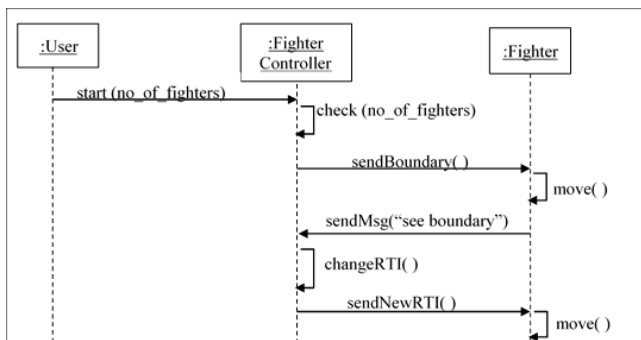 :User
:Fighter
Controller
:Fighter
start (no_of_fighters)
check (no_of_fighters)
sendBoundary( )
move( )
sendMsg(“see boundary”)
changeRTI( )
sendNewRTI( )
move( )